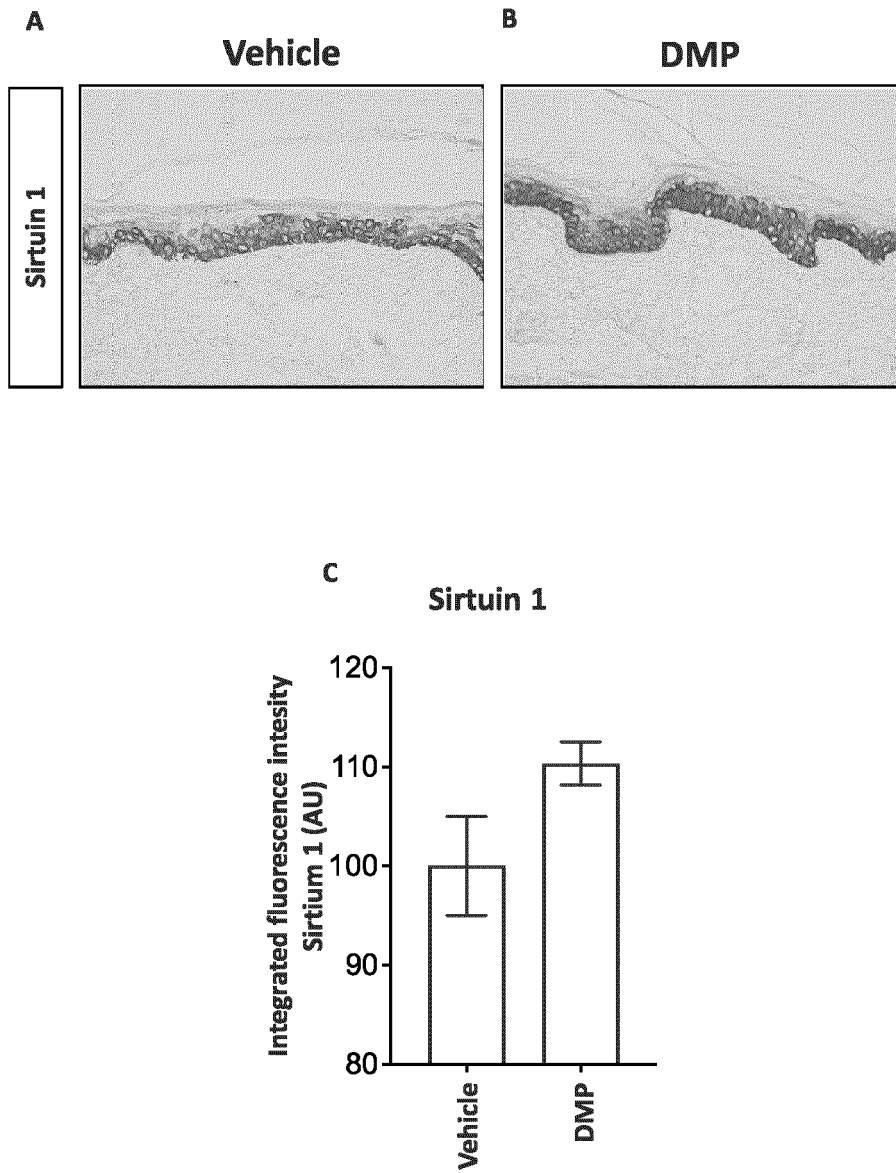 A
Vehicle
B
DMP
Sirtuin 1
C
Sirtuin 1
Integrated fluorescence intesity
Sirtium 1 (AU)
120
110
100
90
80
Vehicle
DMP